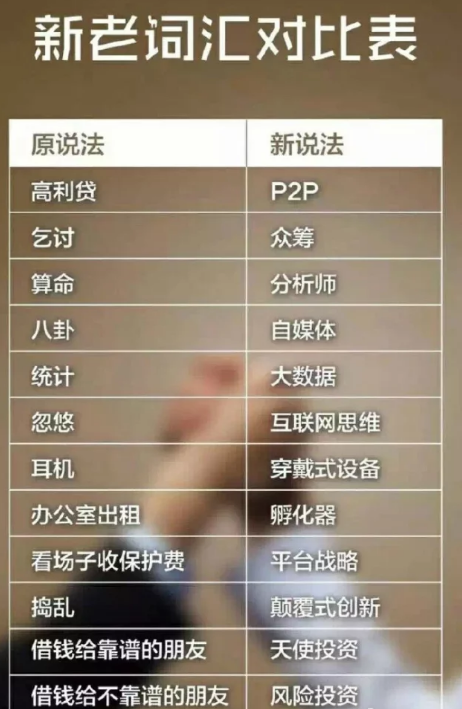 新老词汇对比表
原说法 新说法
高利贷 P2P
乞讨 众筹
算命 分析师
八卦 自媒体
统计 大数据
忽悠 互联网思维
耳机 穿戴式设备
办公室出租 孵化器
看场子收保护费 平台战略
捣乱 颠覆式创新
借钱给靠谱的朋友 天使投资
借钱给不靠谱的朋友 风险投资